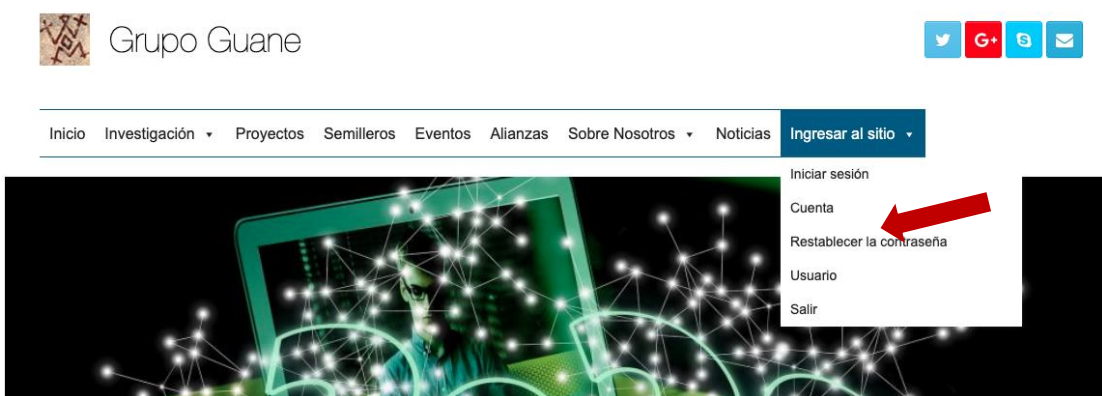 Grupo Guane
G+
Inicio Investigación Proyectos Semilleros Eventos Alianzas Sobre Nosotros Noticias Ingresar al sitio
Iniciar sesión
Cuenta
Restablecer la contraseña
Usuario
Salir